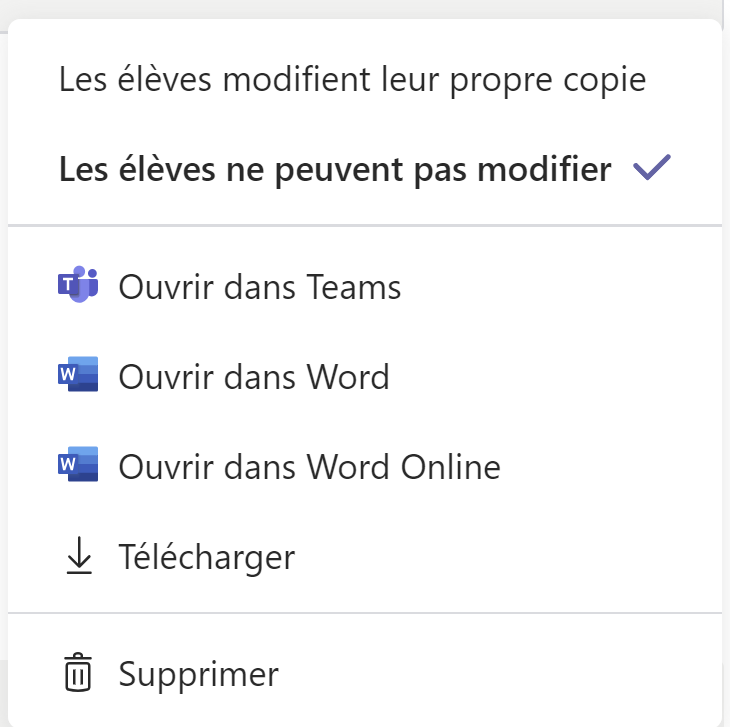 Les élèves modifient leur propre copie
Les élèves ne peuvent pas modifier
T Ouvrir dans Teams
W Ouvrir dans Word
W Ouvrir dans Word Online
Télécharger
Supprimer